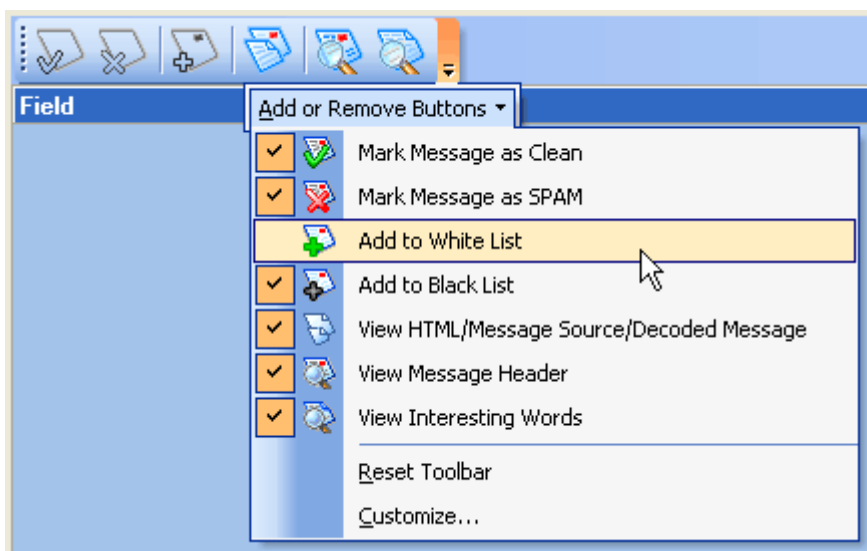 Field
Add or Remove Buttons
Mark Message as Clean
Mark Message as SPAM
Add to White List
Add to Black List
View HTML/Message Source/Decoded Message
View Message Header
View Interesting Words
Reset Toolbar
Customize...